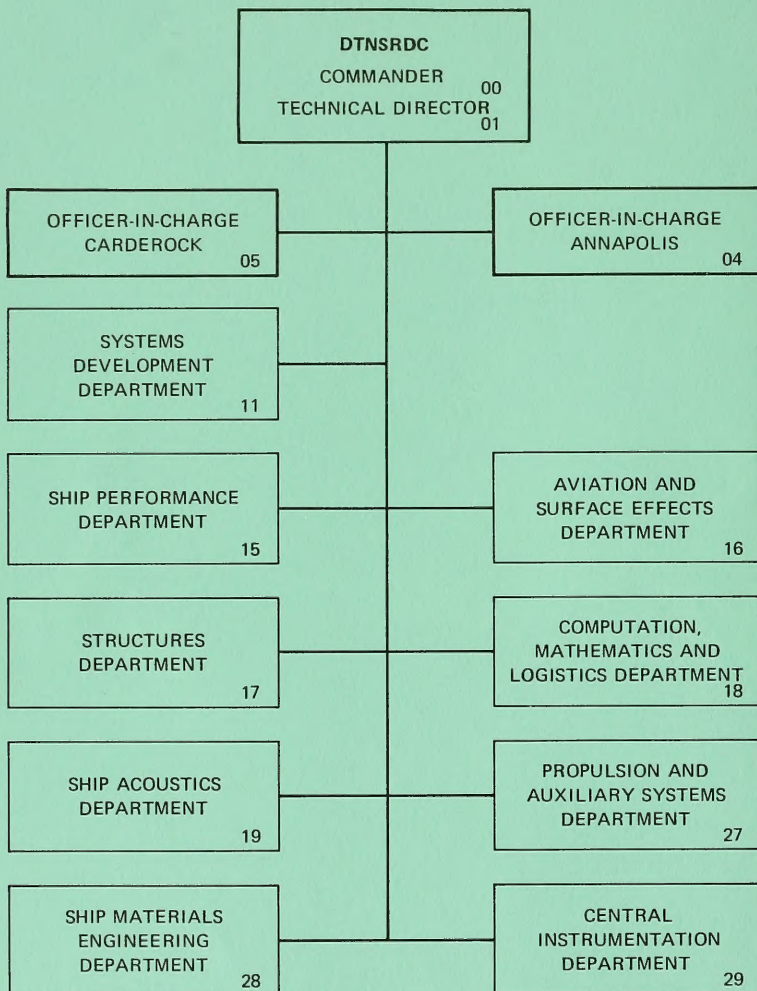 DTNSRDC
COMMANDER
00
TECHNICAL DIRECTOR
01
OFFICER-IN-CHARGE
CARDEROCK
05
OFFICER-IN-CHARGE
ANNAPOLIS
04
SYSTEMS
DEVELOPMENT
DEPARTMENT
11
SHIP PERFORMANCE
DEPARTMENT
15
AVIATION AND
SURFACE EFFECTS
DEPARTMENT
16
STRUCTURES
DEPARTMENT
17
COMPUTATION,
MATHEMATICS AND
LOGISTICS DEPARTMENT
18
SHIP ACOUSTICS
DEPARTMENT
19
PROPULSION AND
AUXILIARY SYSTEMS
DEPARTMENT
27
SHIP MATERIALS
ENGINEERING
DEPARTMENT
28
CENTRAL
INSTRUMENTATION
DEPARTMENT
29